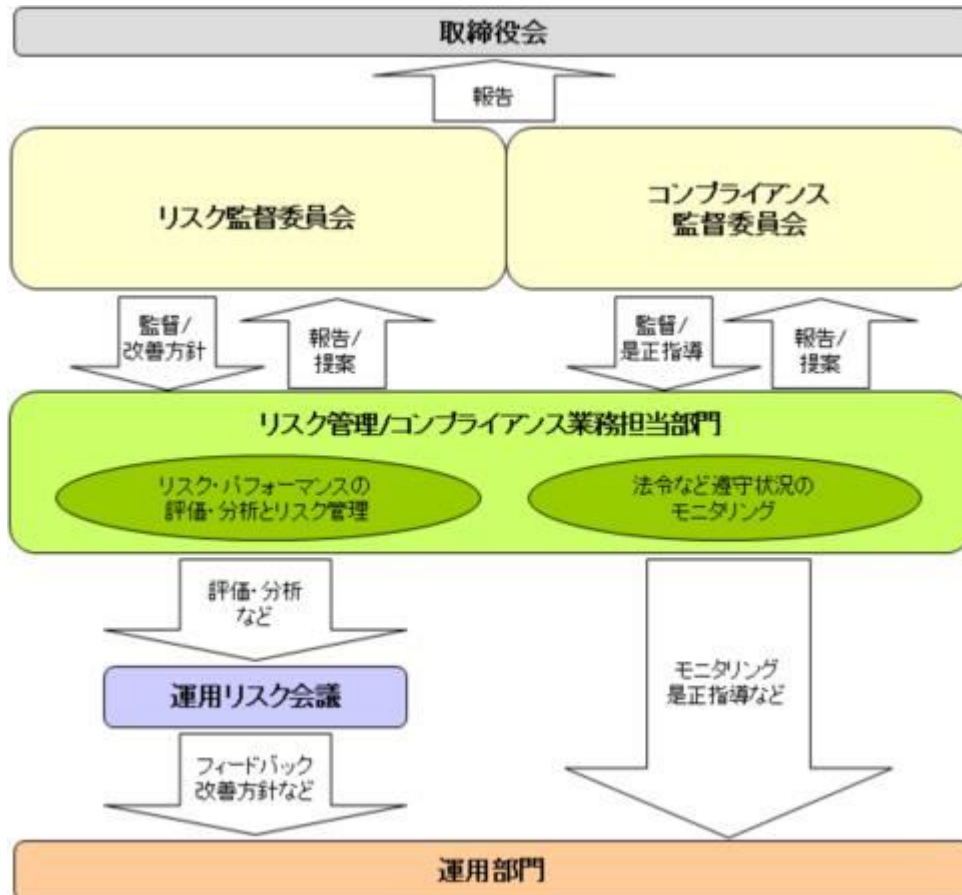 取締役会
報告
リスク監督委員会
コンプライアンス
監督委員会
監督/
改善方針
報告/
提案
監督/
是正指導
報告/
提案
リスク管理/コンプライアンス業務担当部門
リスク・パフォーマンスの
評価・分析とリスク管理
法令など遵守状況の
モニタリング
評価・分析
など
運用リスク会議
モニタリング
是正指導など
フィードバック
改善方針など
運用部門